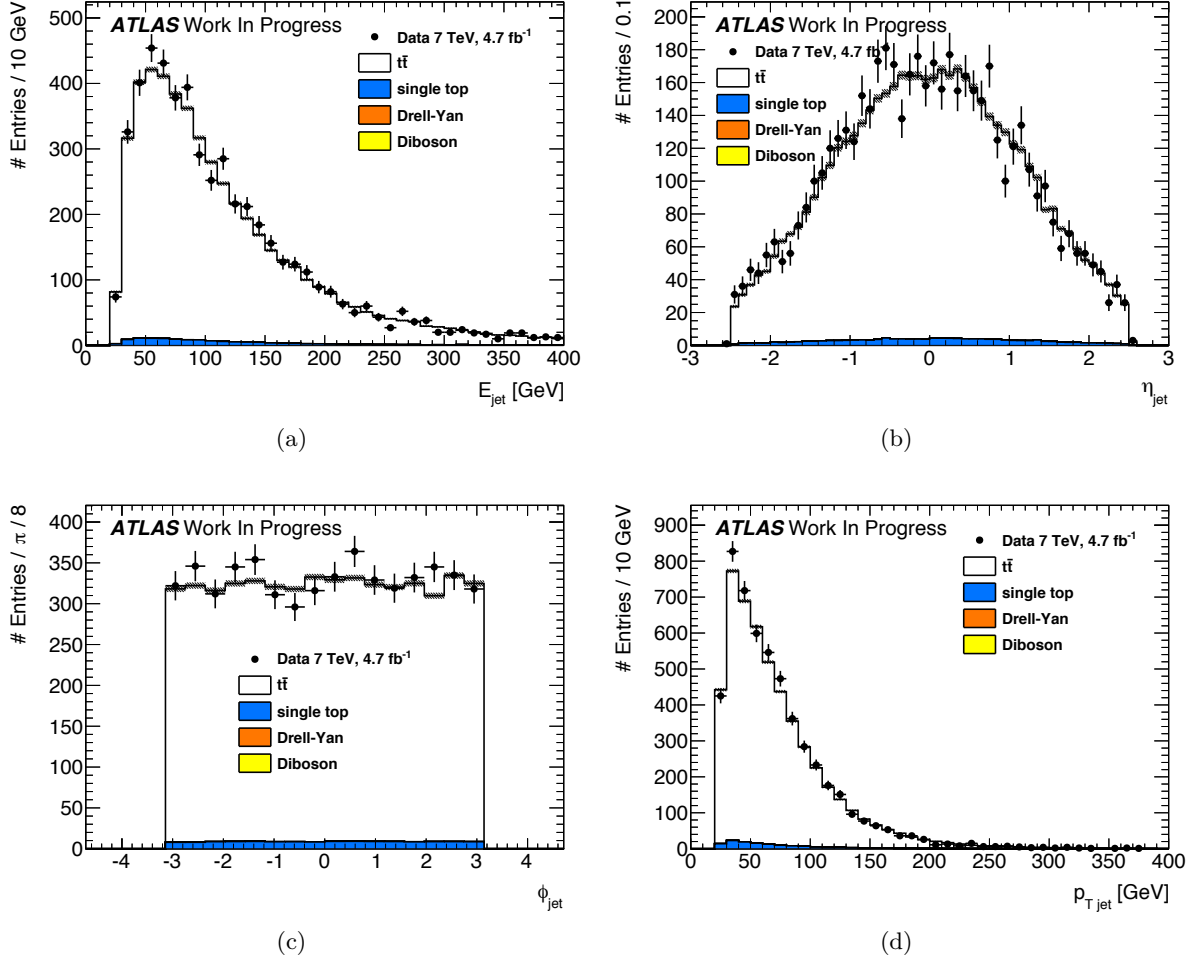 ATLAS Work In Progress
Data 7 TeV, 4.7 fb⁻¹
tt̄
single top
Drell-Yan
Diboson
# Entries / 10 GeV
500
400
300
200
100
0
0 50 100 150 200 250 300 350 400
E_jet [GeV]
(a)
ATLAS Work In Progress
Data 7 TeV, 4.7 fb
tt̄
single top
Drell-Yan
Diboson
# Entries / 0.1
200
180
160
140
120
100
80
60
40
20
0
-3 -2 -1 0 1 2 3
η_jet
(b)
ATLAS Work In Progress
# Entries / π / 8
400
350
300
250
200
150
100
50
0
Data 7 TeV, 4.7 fb⁻¹
tt̄
single top
Drell-Yan
Diboson
-4 -3 -2 -1 0 1 2 3 4
ϕ_jet
(c)
ATLAS Work In Progress
Data 7 TeV, 4.7 fb⁻¹
tt̄
single top
Drell-Yan
Diboson
# Entries / 10 GeV
900
800
700
600
500
400
300
200
100
0
0 50 100 150 200 250 300 350 400
p_T jet [GeV]
(d)